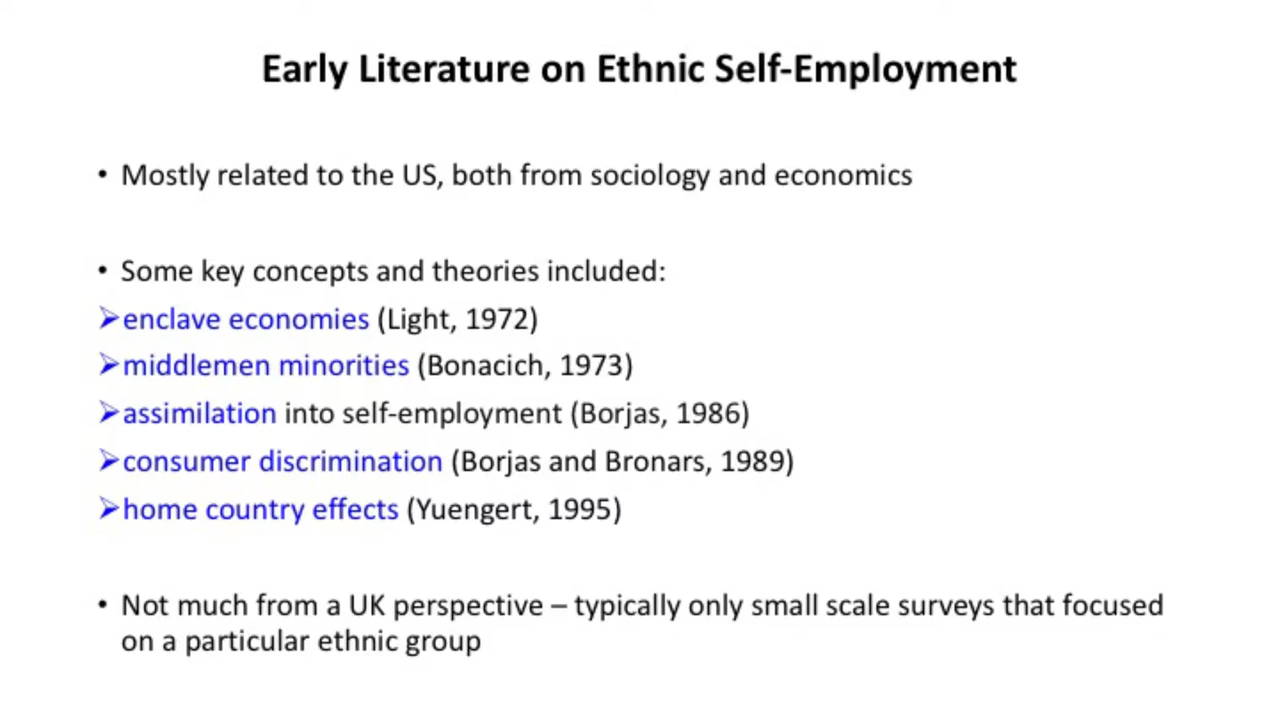 Early Literature on Ethnic Self-Employment
• Mostly related to the US, both from sociology and economics
• Some key concepts and theories included:
➢enclave economies (Light, 1972)
➢middlemen minorities (Bonacich, 1973)
➢assimilation into self-employment (Borjas, 1986)
➢consumer discrimination (Borjas and Bronars, 1989)
➢home country effects (Yuengert, 1995)
• Not much from a UK perspective – typically only small scale surveys that focused
on a particular ethnic group